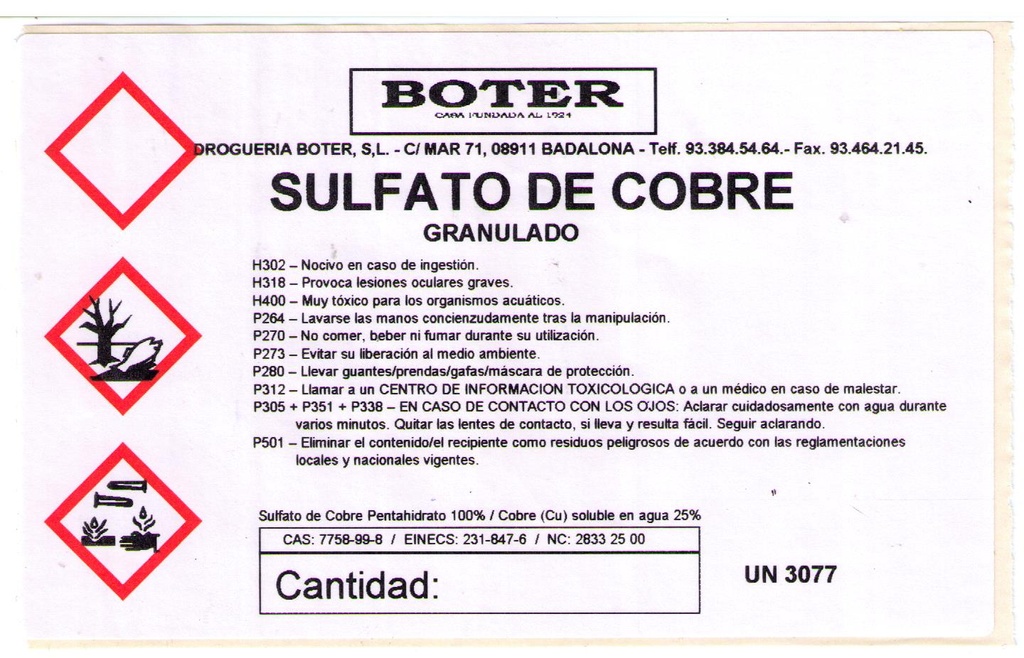 BOTER
CASA FUNDADA AL 1924
DROGUERIA BOTER, S,L. - C/ MAR 71, 08911 BADALONA - Telf. 93.384.54.64.- Fax. 93.464.21.45.
SULFATO DE COBRE
GRANULADO
H302 – Nocivo en caso de ingestión.
H318 – Provoca lesiones oculares graves.
H400 – Muy tóxico para los organismos acuáticos.
P264 – Lavarse las manos concienzudamente tras la manipulación.
P270 – No comer, beber ni fumar durante su utilización.
P273 – Evitar su liberación al medio ambiente.
P280 – Llevar guantes/prendas/gafas/máscara de protección.
P312 – Llamar a un CENTRO DE INFORMACION TOXICOLOGICA o a un médico en caso de malestar.
P305 + P351 + P338 – EN CASO DE CONTACTO CON LOS OJOS: Aclarar cuidadosamente con agua durante
varios minutos. Quitar las lentes de contacto, si lleva y resulta fácil. Seguir aclarando.
P501 – Eliminar el contenido/el recipiente como residuos peligrosos de acuerdo con las reglamentaciones
locales y nacionales vigentes.
Sulfato de Cobre Pentahidrato 100% / Cobre (Cu) soluble en agua 25%
CAS: 7758-99-8 / EINECS: 231-847-6 / NC: 2833 25 00
Cantidad:
UN 3077